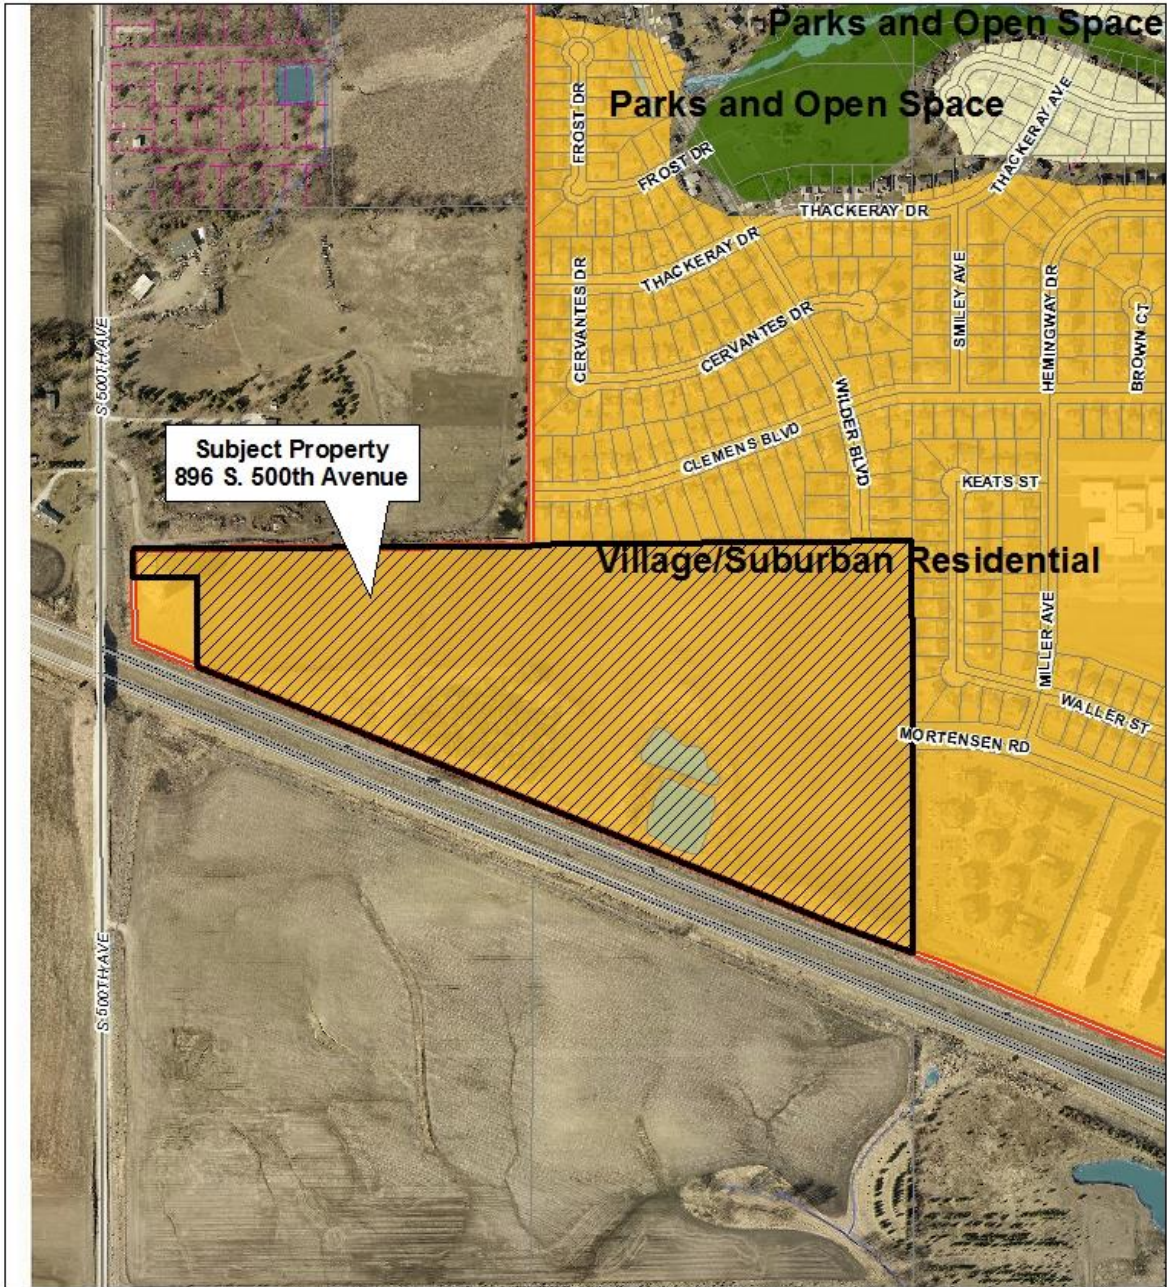 Parks and Open Space
Parks and Open Space
FROST DR
FROST DR
THACKERAY AVE
THACKERAY DR
THACKERAY DR
CERVANTES DR
CERVANTES DR
SMILEY AVE
HEMINGWAY DR
BROWN CT
S 500TH AVE
WILDER BLVD
CLEMENS BLVD
Subject Property
896 S. 500th Avenue
KEATS ST
Village/Suburban Residential
MILLER AVE
WALLER ST
MORTENSEN RD
S 500TH AVE